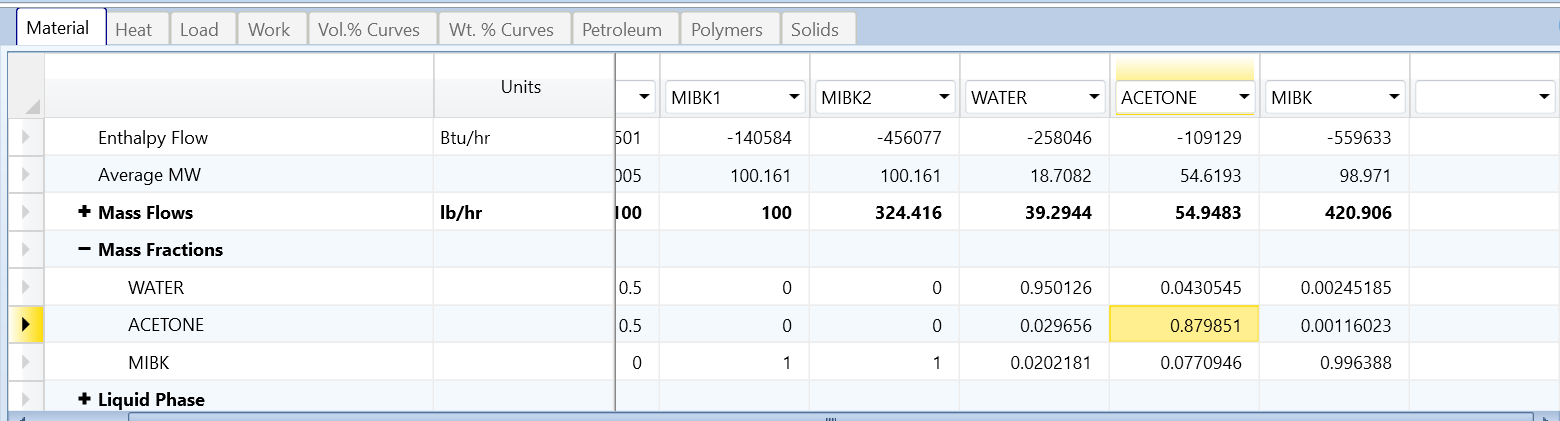 Material Heat Load Work Vol.% Curves Wt. % Curves Petroleum Polymers Solids
Units MIBK1 MIBK2 WATER ACETONE MIBK
Enthalpy Flow Btu/hr 501 -140584 -456077 -258046 -109129 -559633
Average MW 005 100.161 100.161 18.7082 54.6193 98.971
+ Mass Flows lb/hr 100 100 324.416 39.2944 54.9483 420.906
− Mass Fractions
WATER 0.5 0 0 0.950126 0.0430545 0.00245185
ACETONE 0.5 0 0 0.029656 0.879851 0.00116023
MIBK 0 1 1 0.0202181 0.0770946 0.996388
+ Liquid Phase